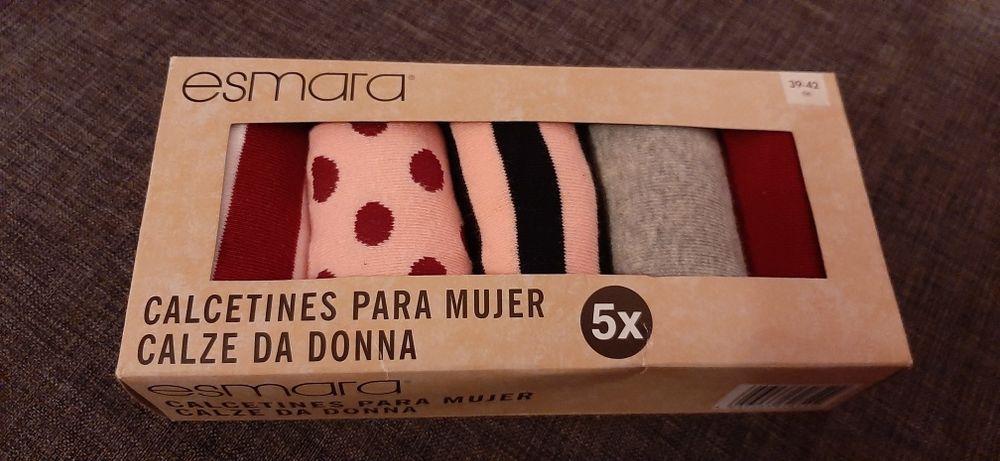 esmara®
39-42
CALCETINES PARA MUJER
CALZE DA DONNA
5x
esmara®
CALCETINES PARA MUJER
CALZE DA DONNA